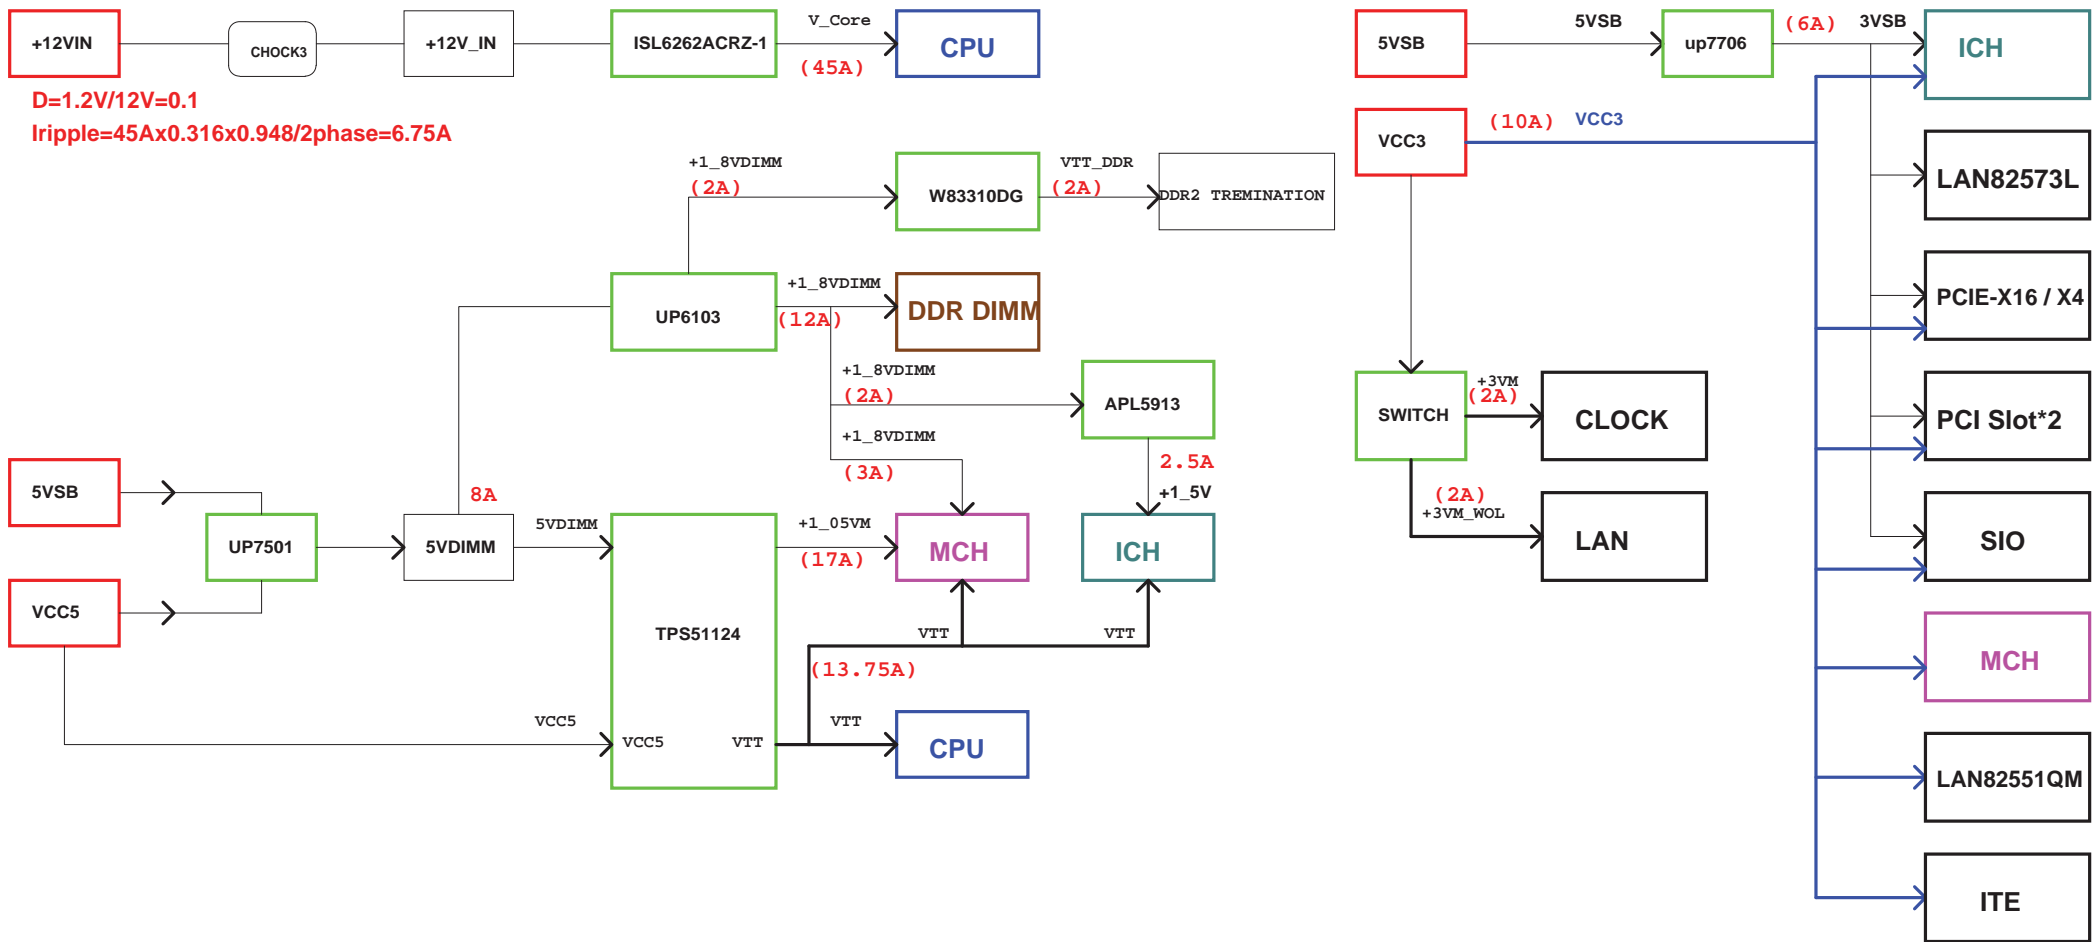 +12VIN
CHOCK3
+12V_IN
ISL6262ACRZ-1
V_Core
(45A)
CPU
D=1.2V/12V=0.1
Iripple=45Ax0.316x0.948/2phase=6.75A
+1_8VDIMM
(2A)
W83310DG
VTT_DDR
(2A)
DDR2 TREMINATION
UP6103
+1_8VDIMM
(12A)
DDR DIMM
+1_8VDIMM
(2A)
APL5913
+1_8VDIMM
(3A)
2.5A
+1_5V
5VSB
UP7501
VCC5
8A
5VDIMM
5VDIMM
+1_05VM
(17A)
MCH
ICH
TPS51124
VTT
VTT
(13.75A)
VCC5
VCC5
VTT
VTT
CPU
5VSB
5VSB
up7706
(6A)
3VSB
ICH
VCC3
(10A)
VCC3
LAN82573L
PCIE-X16 / X4
SWITCH
+3VM
(2A)
CLOCK
PCI Slot*2
(2A)
+3VM_WOL
LAN
SIO
MCH
LAN82551QM
ITE